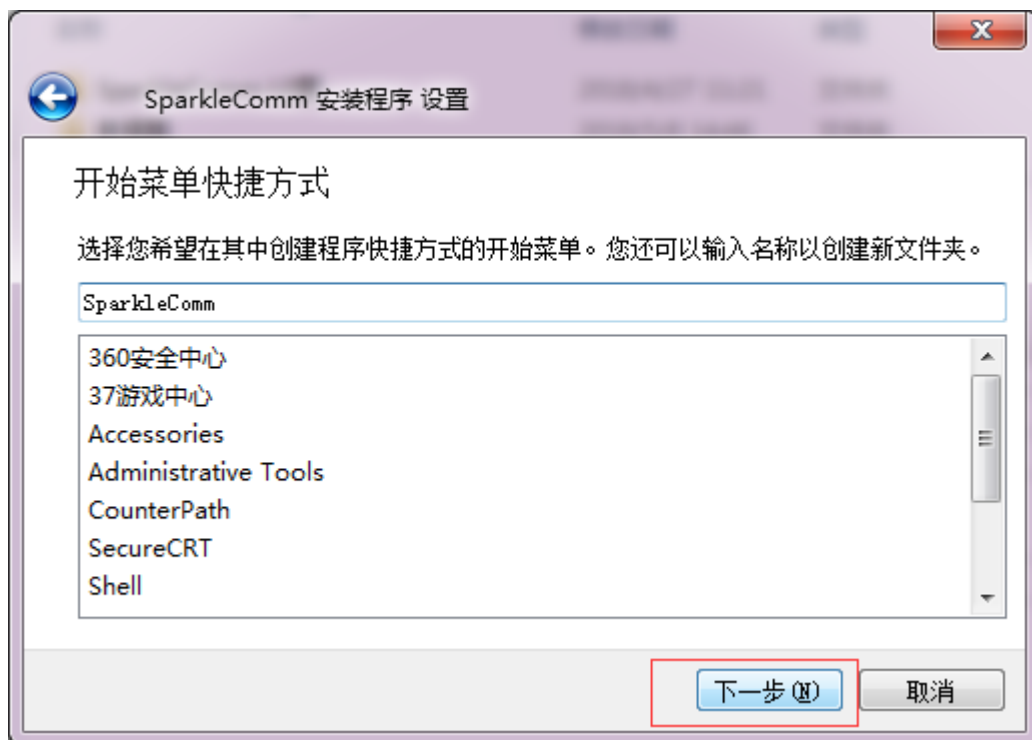 SparkleComm 安装程序 设置
开始菜单快捷方式
选择您希望在其中创建程序快捷方式的开始菜单。您还可以输入名称以创建新文件夹。
SparkleComm
360安全中心
37游戏中心
Accessories
Administrative Tools
CounterPath
SecureCRT
Shell
下一步(N) 取消